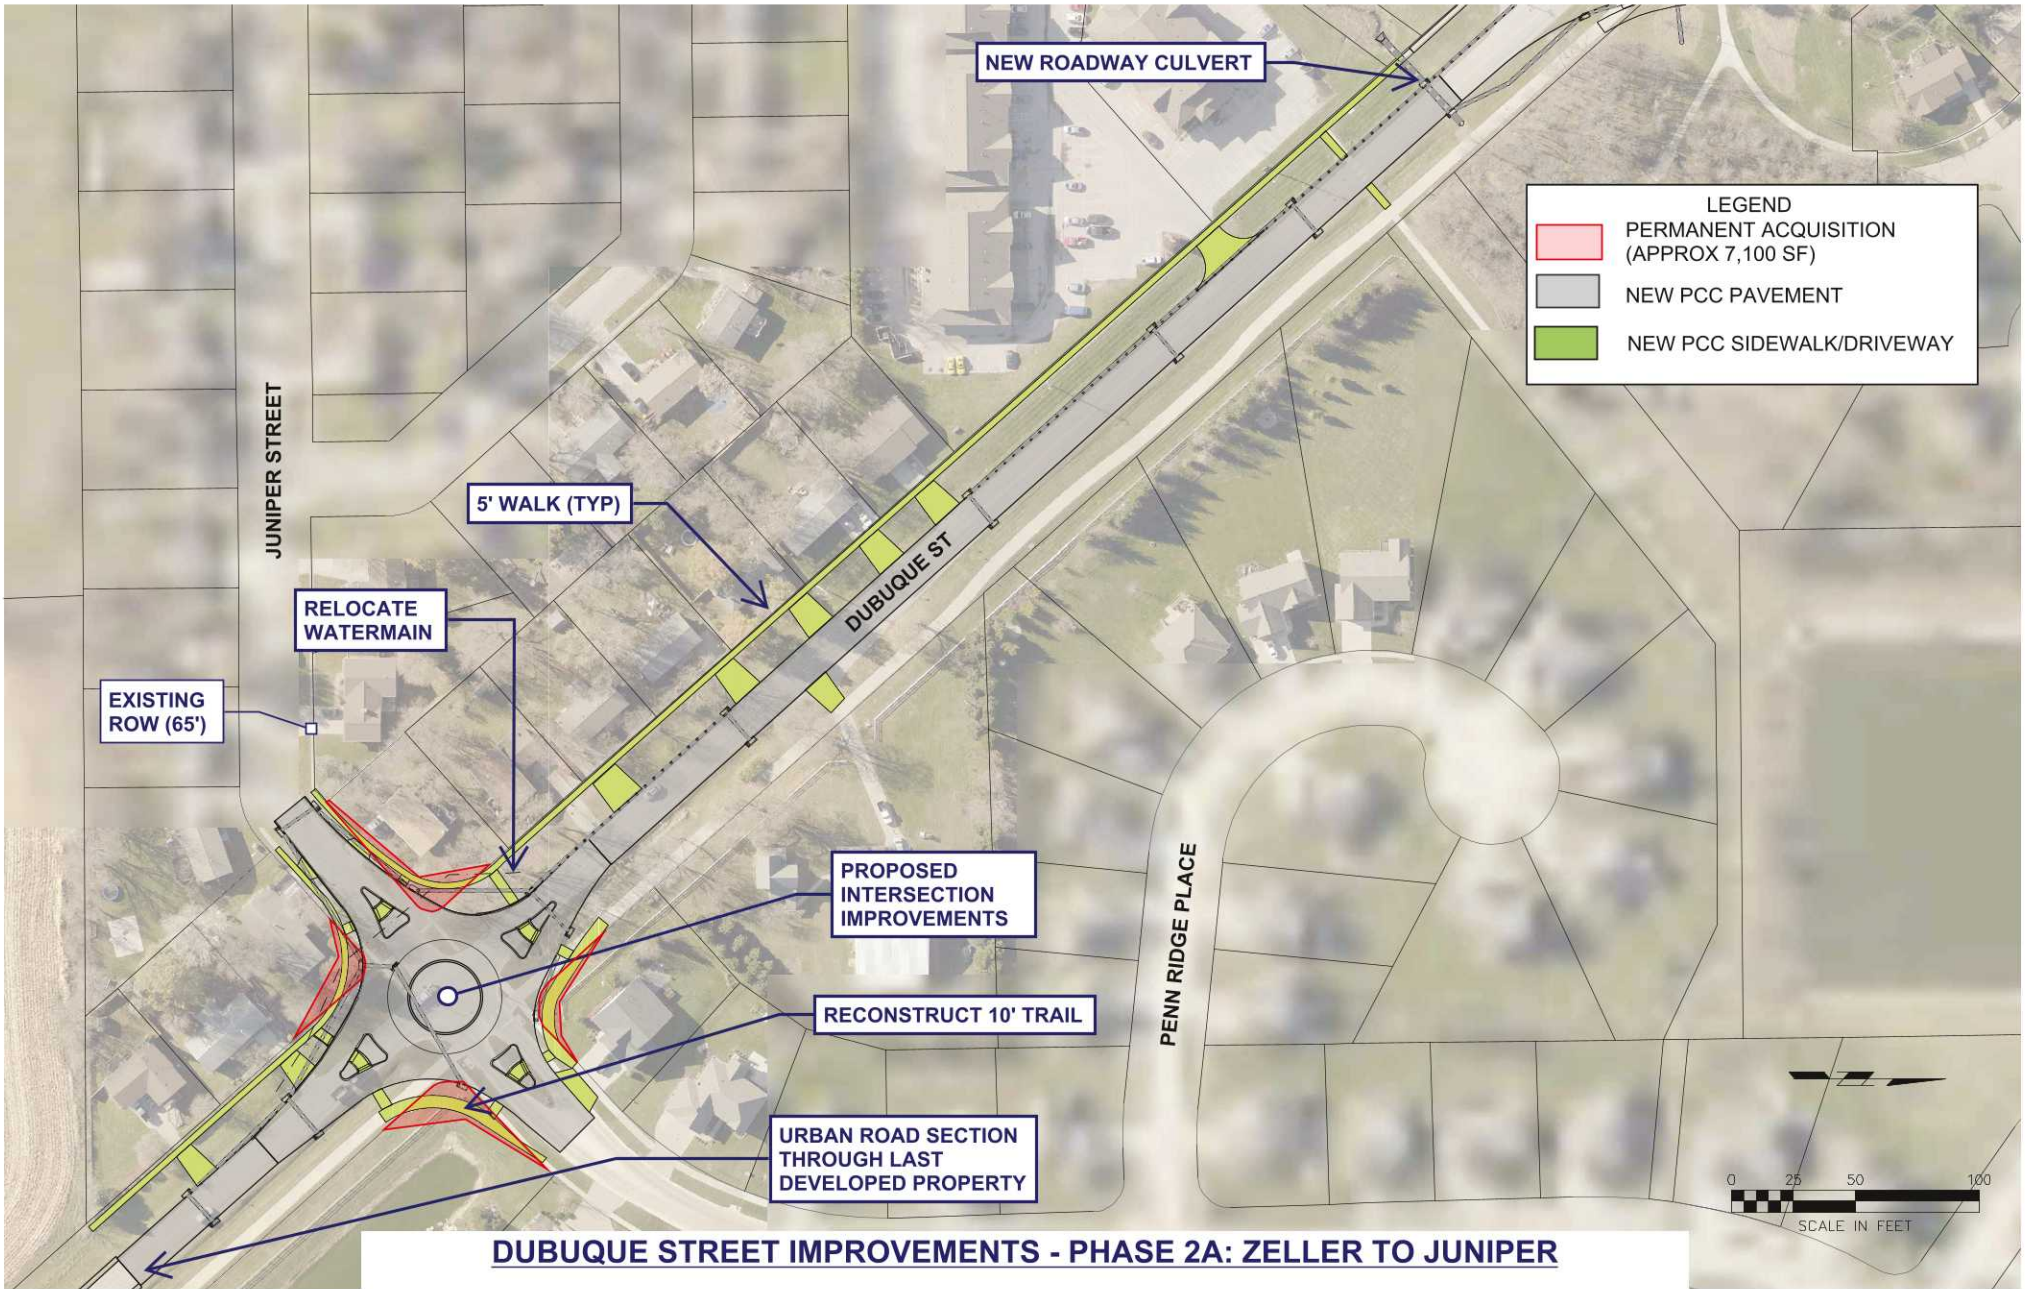 NEW ROADWAY CULVERT
LEGEND
PERMANENT ACQUISITION
(APPROX 7,100 SF)
NEW PCC PAVEMENT
NEW PCC SIDEWALK/DRIVEWAY
JUNIPER STREET
5' WALK (TYP)
DUBUQUE ST
RELOCATE
WATERMAIN
EXISTING
ROW (65')
PROPOSED
INTERSECTION
IMPROVEMENTS
PENN RIDGE PLACE
RECONSTRUCT 10' TRAIL
URBAN ROAD SECTION
THROUGH LAST
DEVELOPED PROPERTY
0 25 50 100
SCALE IN FEET
DUBUQUE STREET IMPROVEMENTS - PHASE 2A: ZELLER TO JUNIPER